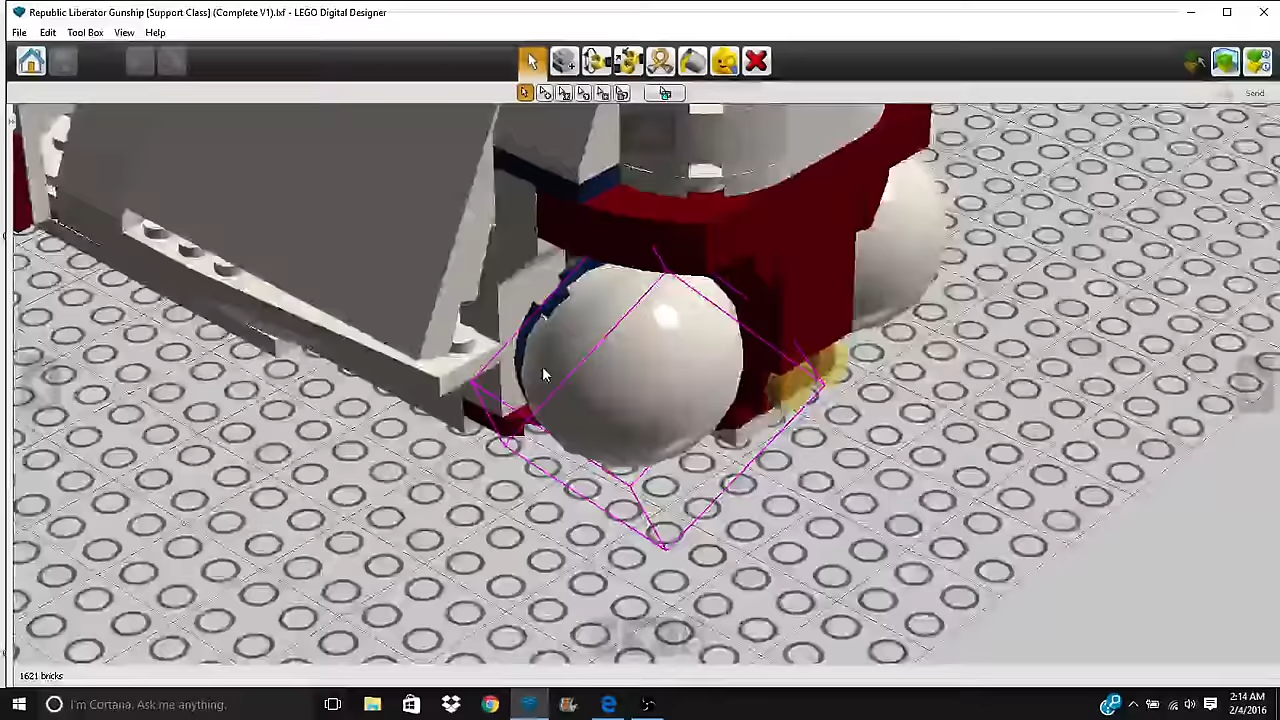 Republic Liberator Gunship [Support Class] (Complete V1).lxf - LEGO Digital Designer
File Edit Tool Box View Help
Send
1621 bricks
I'm Cortana. Ask me anything.
2:14 AM
2/4/2016